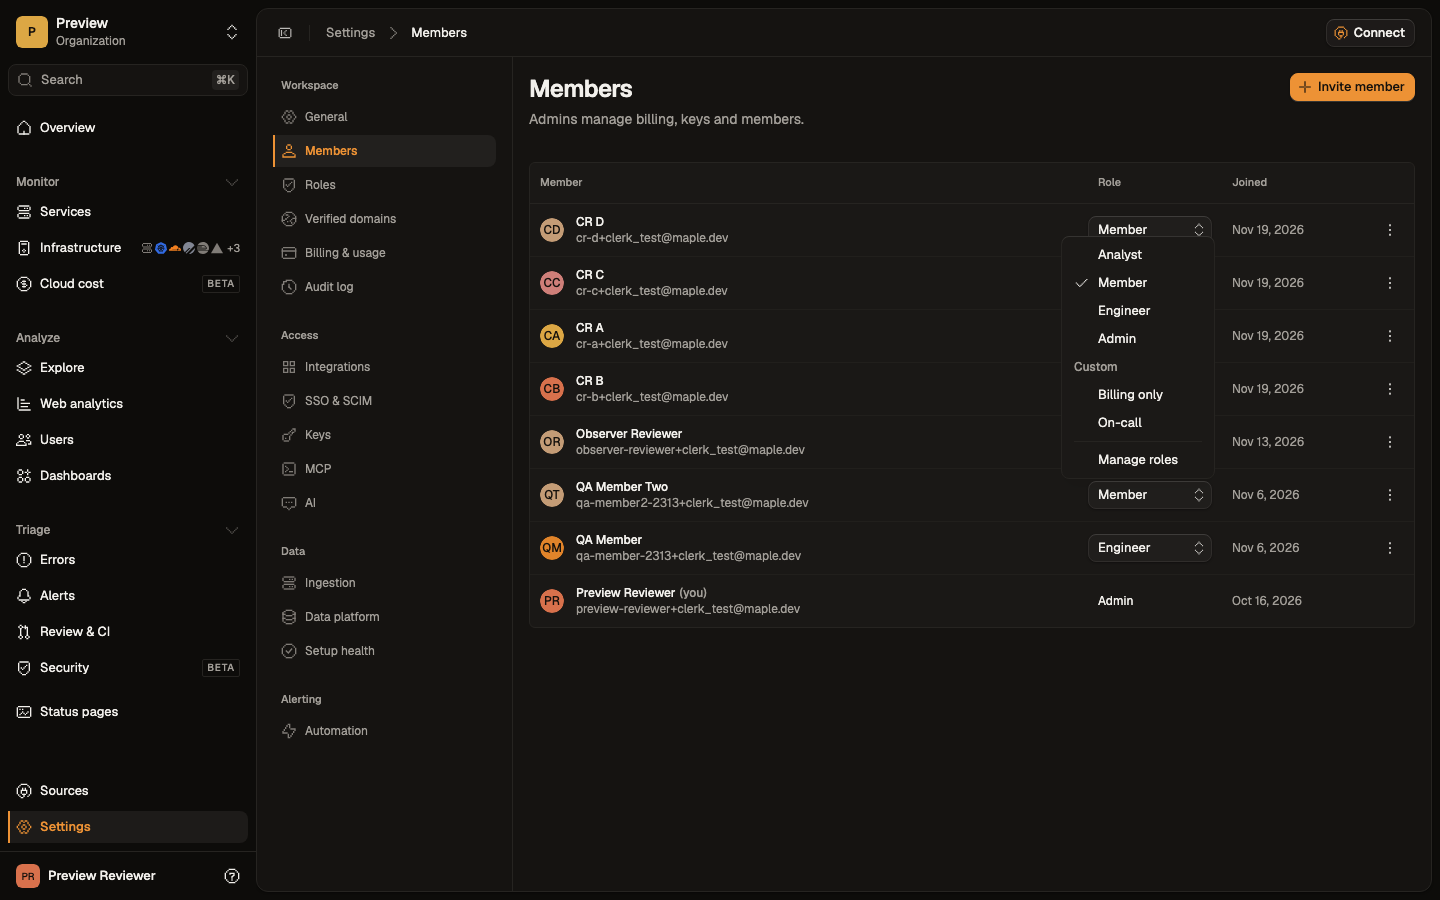 P
Preview
Organization
Search
⌘K
Overview
Monitor
Services
Infrastructure
+3
Cloud cost
BETA
Analyze
Explore
Web analytics
Users
Dashboards
Triage
Errors
Alerts
Review & CI
Security
BETA
Status pages
Sources
Settings
PR
Preview Reviewer
Settings
Members
Connect
Workspace
General
Members
Roles
Verified domains
Billing & usage
Audit log
Access
Integrations
SSO & SCIM
Keys
MCP
AI
Data
Ingestion
Data platform
Setup health
Alerting
Automation
Members
Invite member
Admins manage billing, keys and members.
Member Role Joined
CD
CR D
cr-d+clerk_test@maple.dev
Member
Nov 19, 2026
CC
CR C
cr-c+clerk_test@maple.dev
Nov 19, 2026
CA
CR A
cr-a+clerk_test@maple.dev
Nov 19, 2026
CB
CR B
cr-b+clerk_test@maple.dev
Nov 19, 2026
OR
Observer Reviewer
observer-reviewer+clerk_test@maple.dev
Nov 13, 2026
QT
QA Member Two
qa-member2-2313+clerk_test@maple.dev
Member
Nov 6, 2026
QM
QA Member
qa-member-2313+clerk_test@maple.dev
Engineer
Nov 6, 2026
PR
Preview Reviewer (you)
preview-reviewer+clerk_test@maple.dev
Admin
Oct 16, 2026
Analyst
Member
Engineer
Admin
Custom
Billing only
On-call
Manage roles